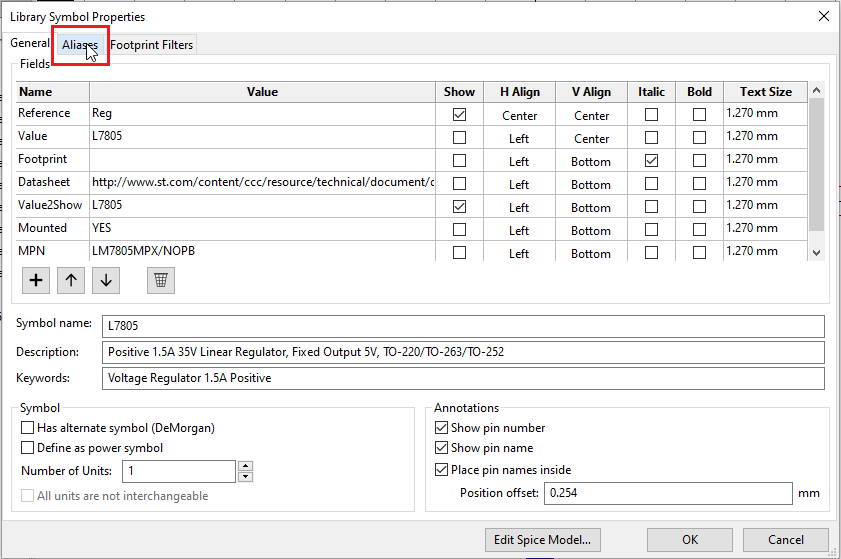 Library Symbol Properties
General Aliases Footprint Filters
Fields
Name Value Show H Align V Align Italic Bold Text Size
Reference Reg Center Center 1.270 mm
Value L7805 Left Center 1.270 mm
Footprint Left Bottom 1.270 mm
Datasheet http://www.st.com/content/ccc/resource/technical/document/c Left Bottom 1.270 mm
Value2Show L7805 Left Bottom 1.270 mm
Mounted YES Left Bottom 1.270 mm
MPN LM7805MPX/NOPB Left Bottom 1.270 mm
Symbol name: L7805
Description: Positive 1.5A 35V Linear Regulator, Fixed Output 5V, TO-220/TO-263/TO-252
Keywords: Voltage Regulator 1.5A Positive
Symbol Annotations
Has alternate symbol (DeMorgan) Show pin number
Define as power symbol Show pin name
Number of Units: 1 Place pin names inside
All units are not interchangeable Position offset: 0.254 mm
Edit Spice Model... OK Cancel